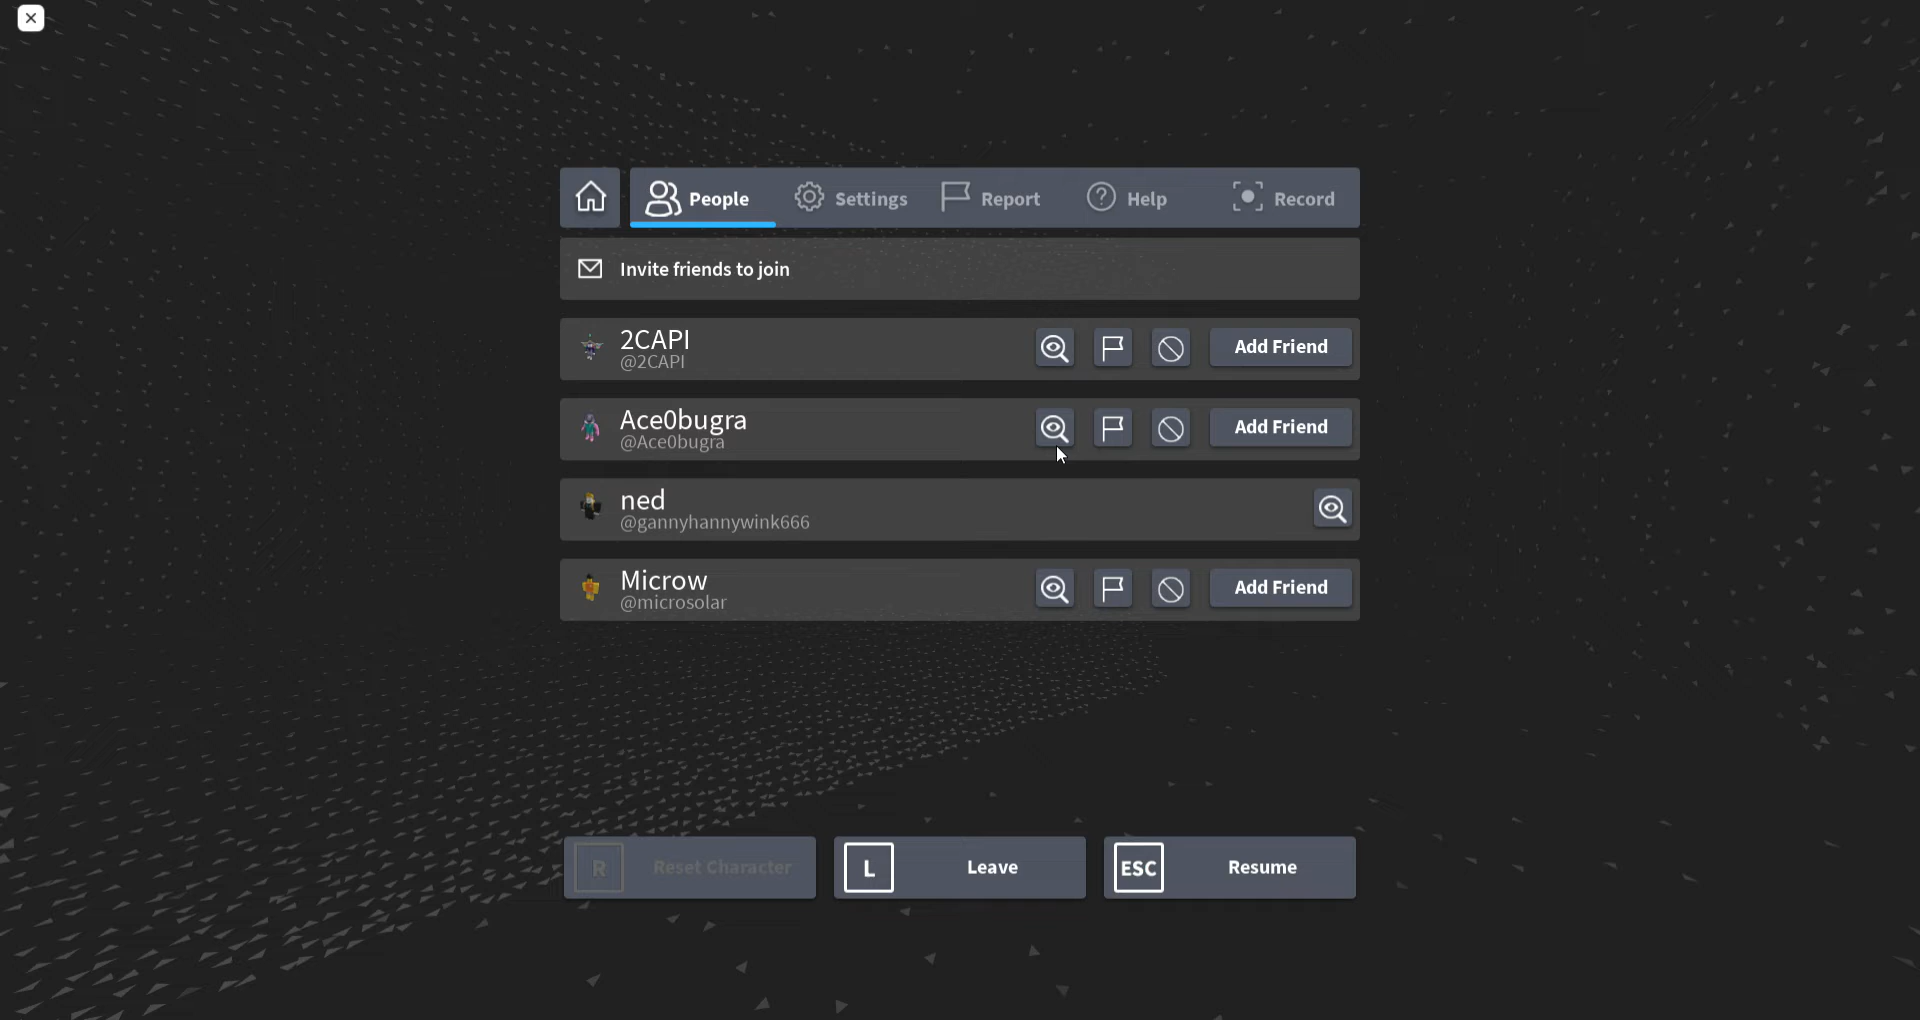 People
Settings
Report
Help
Record
Invite friends to join
2CAPI
@2CAPI
Add Friend
Ace0bugra
@Ace0bugra
Add Friend
ned
@gannyhannywink666
Microw
@microsolar
Add Friend
R Reset Character
L Leave
ESC Resume